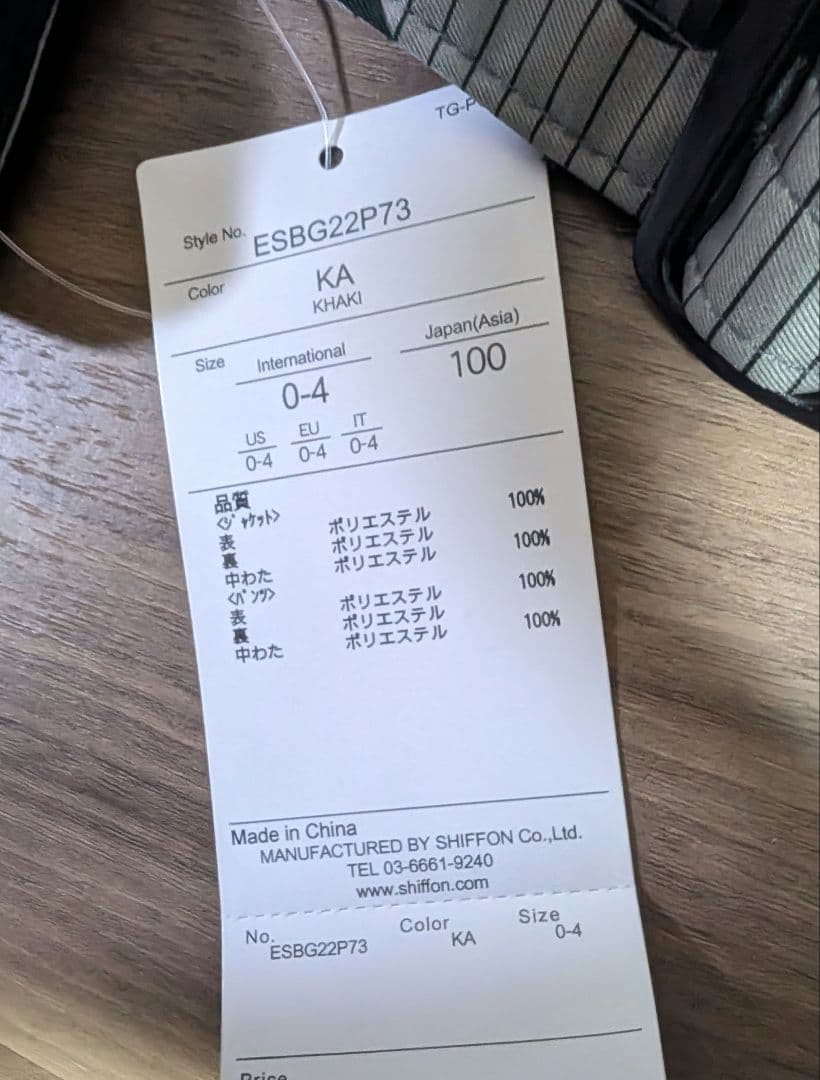 TG-P
Style No. ESBG22P73
Color KA
KHAKI
Size International Japan(Asia)
0-4 100
US EU IT
0-4 0-4 0-4
品質
<ｼﾞｬｹｯﾄ>
表 ポリエステル 100%
裏 ポリエステル 100%
中わた ポリエステル 100%
<ﾊﾟﾝﾂ>
表 ポリエステル 100%
裏 ポリエステル
中わた ポリエステル
Made in China
MANUFACTURED BY SHIFFON Co.,Ltd.
TEL 03-6661-9240
www.shiffon.com
No. Color Size
ESBG22P73 KA 0-4
Price